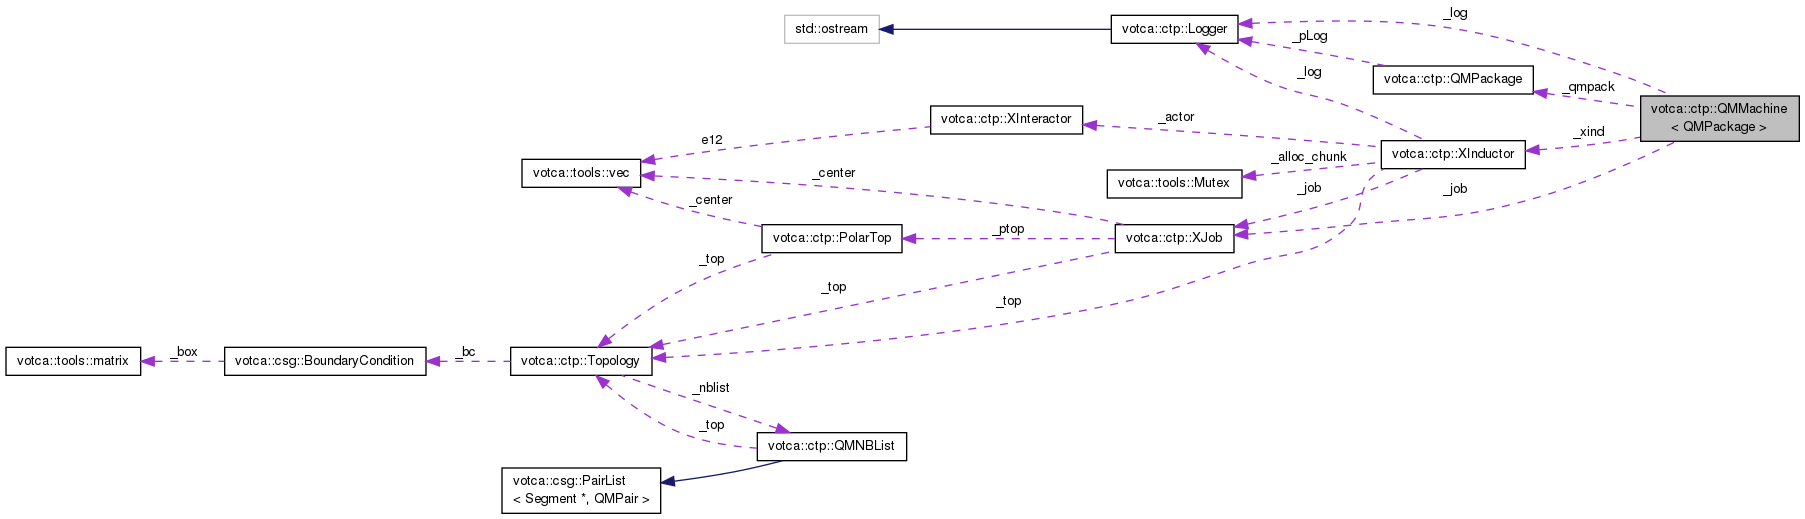 _log
std::ostream
votca::ctp::Logger
_pLog
_log
votca::ctp::QMPackage
_qmpack
votca::ctp::QMMachine
< QMPackage >
votca::ctp::XInteractor
_actor
_xind
e12
votca::ctp::XInductor
_alloc_chunk
votca::tools::vec
_center
votca::tools::Mutex
_job
_job
_center
votca::ctp::PolarTop
_ptop
votca::ctp::XJob
_top
_top
_top
votca::tools::matrix
_box
votca::csg::BoundaryCondition
_bc
votca::ctp::Topology
_nblist
_top
votca::ctp::QMNBList
votca::csg::PairList
< Segment *, QMPair >